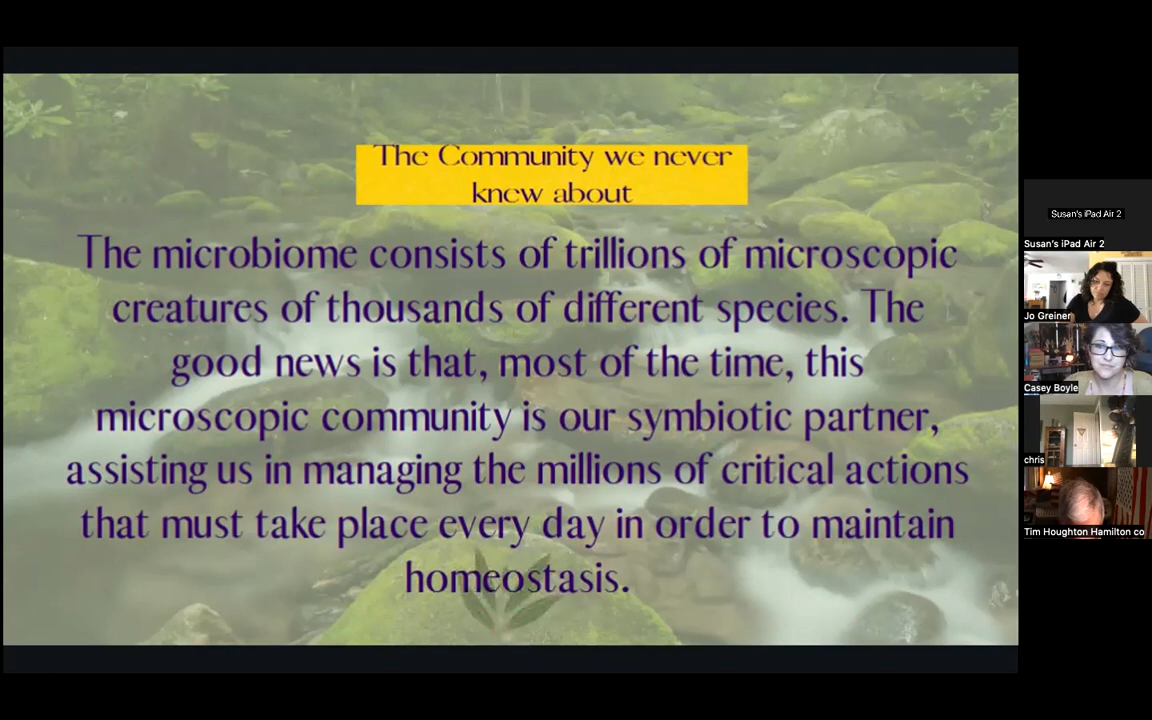 The Community we never
knew about
The microbiome consists of trillions of microscopic
creatures of thousands of different species. The
good news is that, most of the time, this
microscopic community is our symbiotic partner,
assisting us in managing the millions of critical actions
that must take place every day in order to maintain
homeostasis.
Susan's iPad Air 2
Susan's iPad Air 2
Jo Greiner
Casey Boyle
chris
Tim Houghton Hamilton co